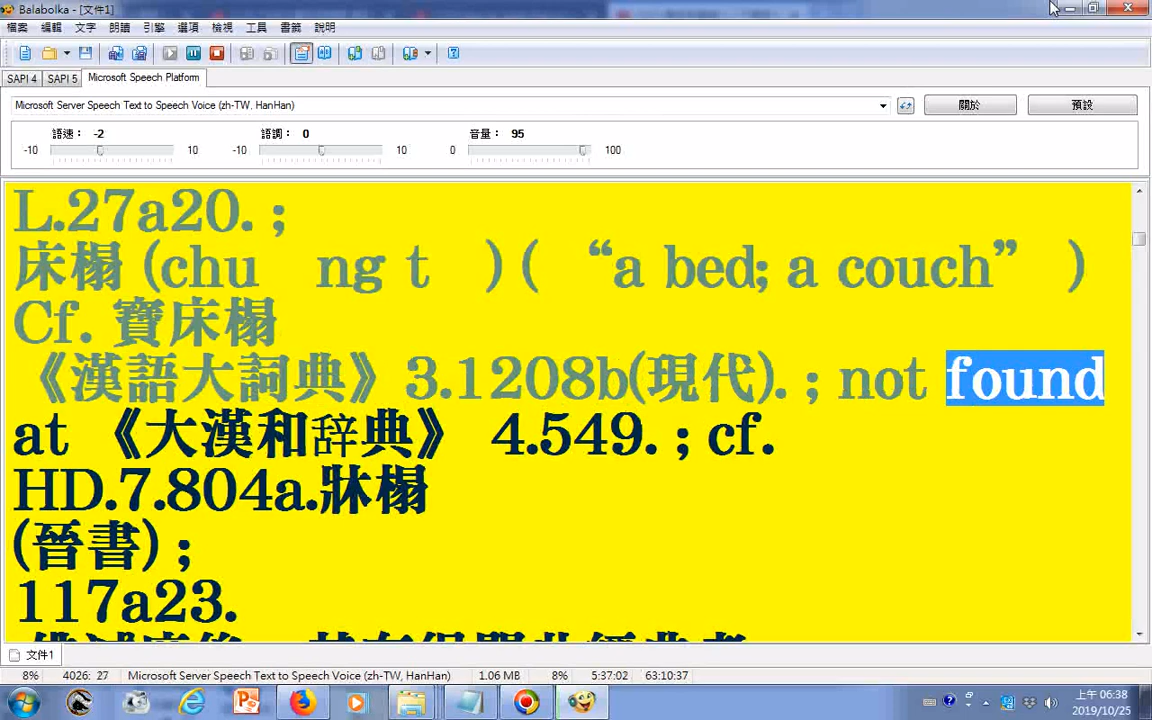 Balabolka - [文件1]
檔案 編輯 文字 朗讀 引擎 選項 檢視 工具 書籤 說明
SAPI 4 SAPI 5 Microsoft Speech Platform
Microsoft Server Speech Text to Speech Voice (zh-TW, HanHan)
關於 預設
語速： -2 語調： 0 音量： 95
-10 10 -10 10 0 100
L.27a20. ;
床榻 (chu ng t )( “a bed; a couch” )
Cf. 寶床榻
《漢語大詞典》 3.1208b(現代). ; not found
at 《大漢和辞典》 4.549. ; cf.
HD.7.804a.牀榻
(晉書) ;
117a23.
文件1
8% 4026: 27 Microsoft Server Speech Text to Speech Voice (zh-TW, HanHan) 1.06 MB 8% 5:37:02 63:10:37
上午 06:38
2019/10/25